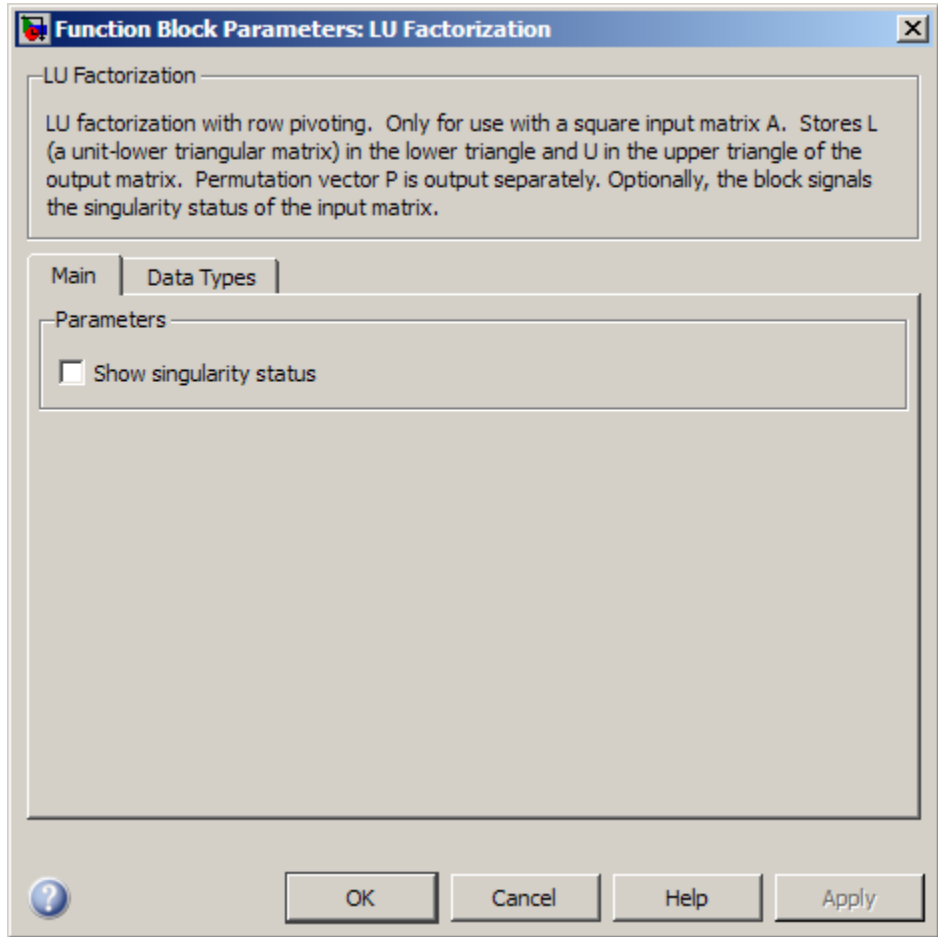 Function Block Parameters: LU Factorization
LU Factorization
LU factorization with row pivoting.  Only for use with a square input matrix A.  Stores L
(a unit-lower triangular matrix) in the lower triangle and U in the upper triangle of the
output matrix.  Permutation vector P is output separately. Optionally, the block signals
the singularity status of the input matrix.
Main
Data Types
Parameters
Show singularity status
?
OK
Cancel
Help
Apply